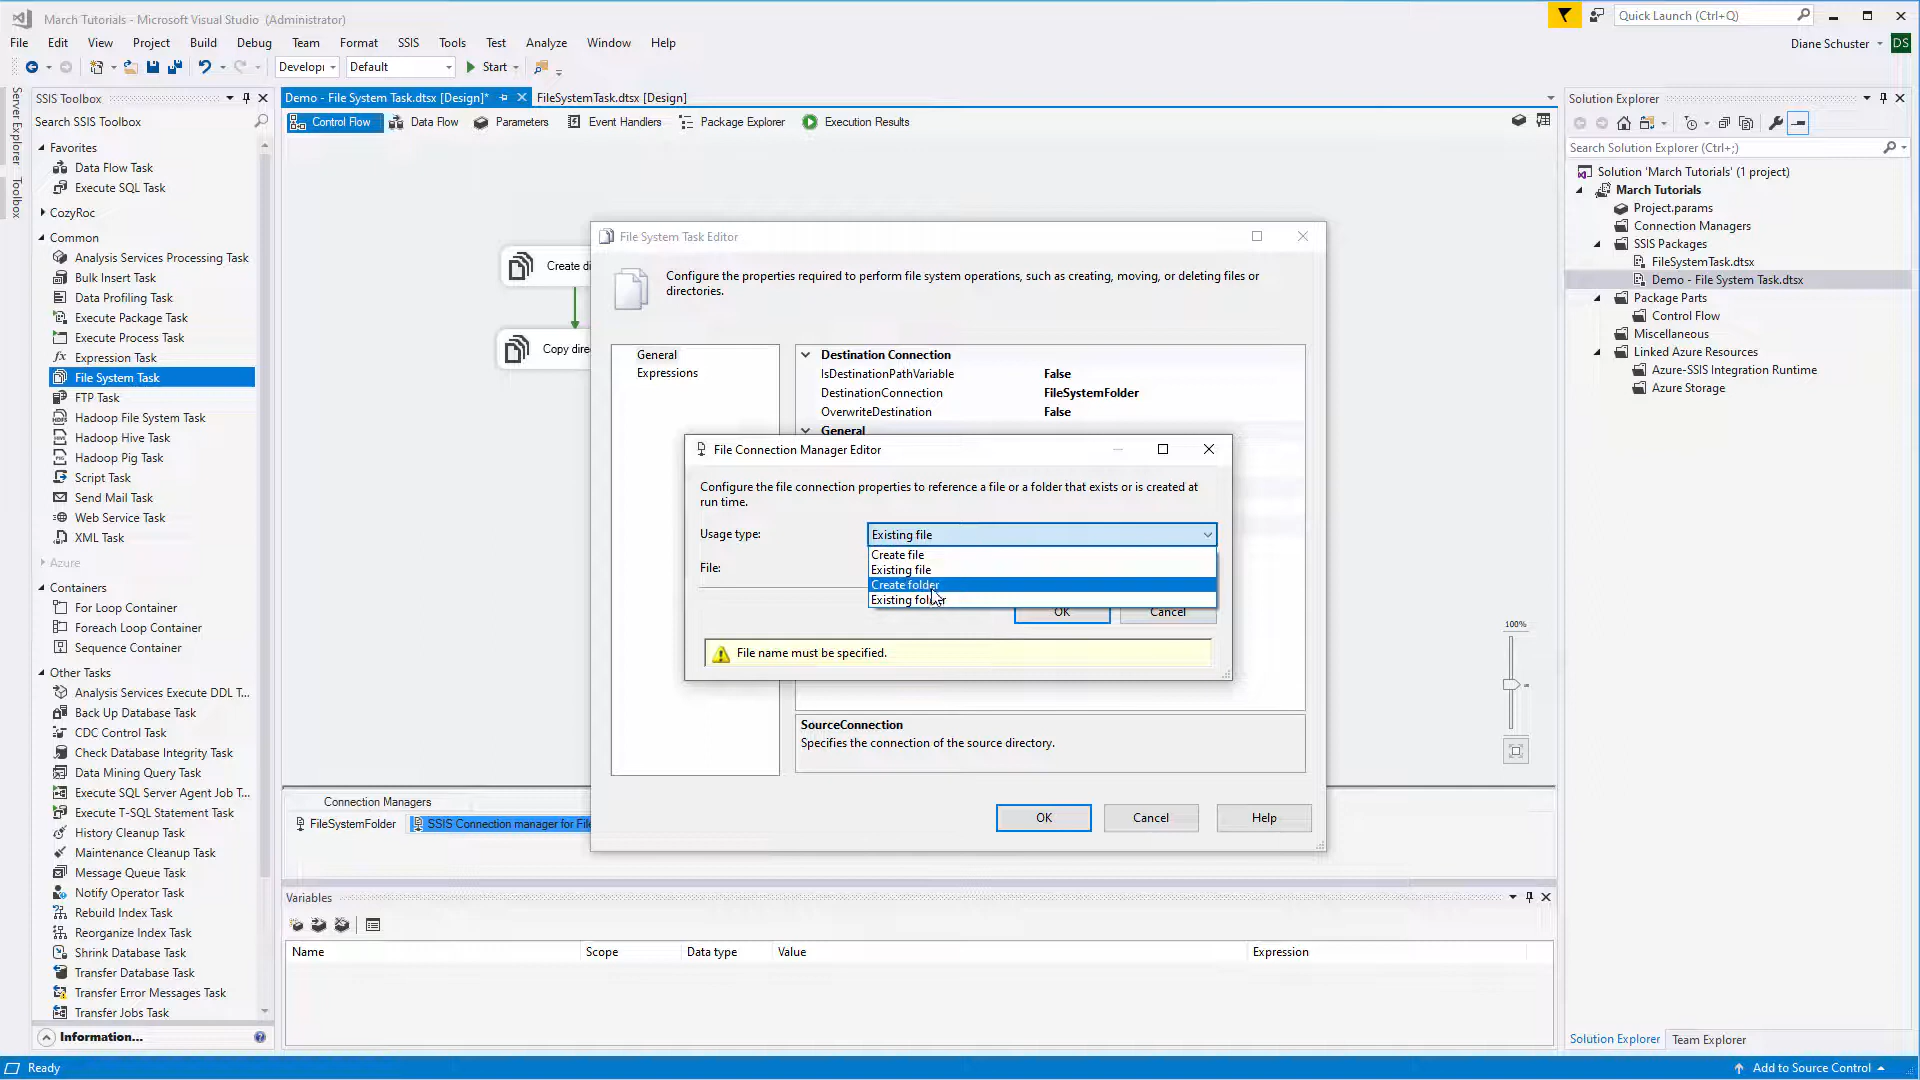 March Tutorials - Microsoft Visual Studio (Administrator)
Quick Launch (Ctrl+Q)
File Edit View Project Build Debug Team Format SSIS Tools Test Analyze Window Help
Diane Schuster DS
Default
Start
Server Explorer
Toolbox
SSIS Toolbox
Search SSIS Toolbox
Favorites
Data Flow Task
Execute SQL Task
CozyRoc
Common
Analysis Services Processing Task
Bulk Insert Task
Data Profiling Task
Execute Package Task
Execute Process Task
Expression Task
File System Task
FTP Task
Hadoop File System Task
Hadoop Hive Task
Hadoop Pig Task
Script Task
Send Mail Task
Web Service Task
XML Task
Azure
Containers
For Loop Container
Foreach Loop Container
Sequence Container
Other Tasks
Analysis Services Execute DDL T...
Back Up Database Task
CDC Control Task
Check Database Integrity Task
Data Mining Query Task
Execute SQL Server Agent Job T...
Execute T-SQL Statement Task
History Cleanup Task
Maintenance Cleanup Task
Message Queue Task
Notify Operator Task
Rebuild Index Task
Reorganize Index Task
Shrink Database Task
Transfer Database Task
Transfer Error Messages Task
Transfer Jobs Task
Information...
Demo - File System Task.dtsx [Design]*
FileSystemTask.dtsx [Design]
Control Flow
Data Flow
Parameters
Event Handlers
Package Explorer
Execution Results
Create
Copy
File System Task Editor
Configure the properties required to perform file system operations, such as creating, moving, or deleting files or
directories.
General
Expressions
Destination Connection
IsDestinationPathVariable False
DestinationConnection FileSystemFolder
OverwriteDestination False
General
File Connection Manager Editor
Configure the file connection properties to reference a file or a folder that exists or is created at
run time.
Usage type: Existing file
Create file
Existing file
Create folder
Existing folder
File:
OK Cancel
File name must be specified.
SourceConnection
Specifies the connection of the source directory.
OK Cancel Help
100%
Connection Managers
FileSystemFolder
SSIS Connection manager for
Variables
Name Scope Data type Value Expression
Solution Explorer
Search Solution Explorer (Ctrl+;)
Solution 'March Tutorials' (1 project)
March Tutorials
Project.params
Connection Managers
SSIS Packages
FileSystemTask.dtsx
Demo - File System Task.dtsx
Package Parts
Control Flow
Miscellaneous
Linked Azure Resources
Azure-SSIS Integration Runtime
Azure Storage
Solution Explorer Team Explorer
Ready
Add to Source Control